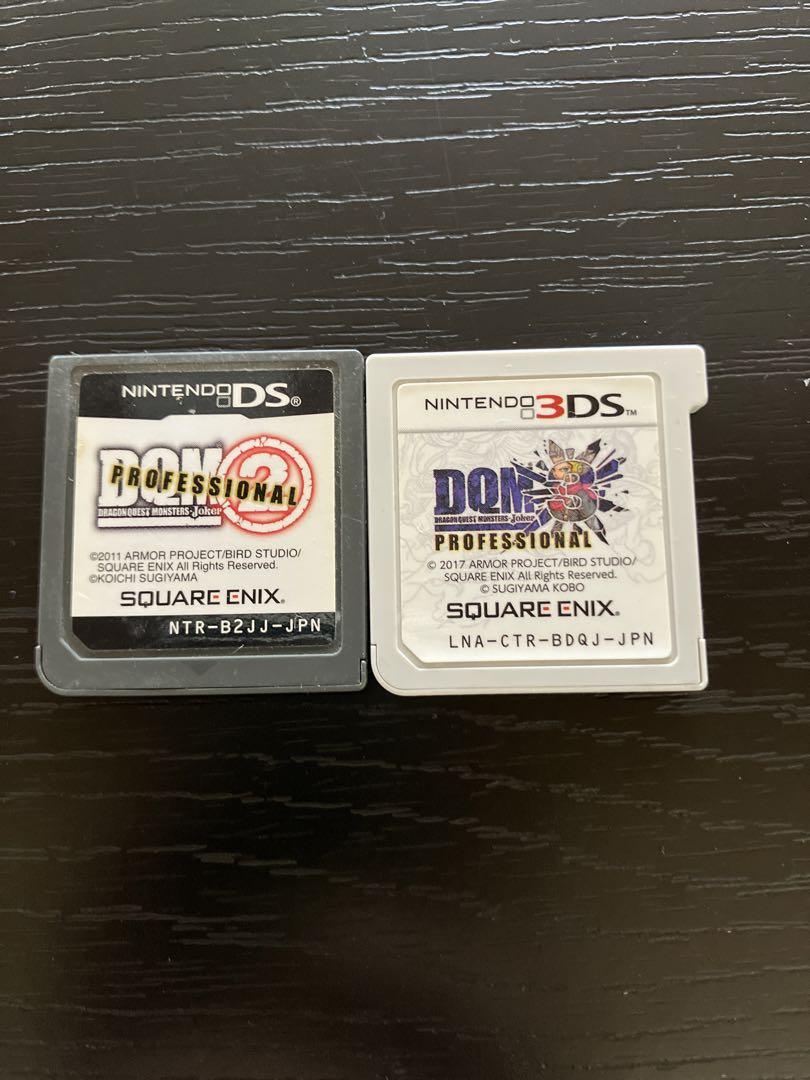 NINTENDO DS®
DQM 2
PROFESSIONAL
DRAGON QUEST MONSTERS-Joker
©2011 ARMOR PROJECT/BIRD STUDIO/
SQUARE ENIX All Rights Reserved.
©KOICHI SUGIYAMA
SQUARE ENIX®
NTR-B2JJ-JPN
NINTENDO 3DS™
DQM 3
DRAGON QUEST MONSTERS-Joker
PROFESSIONAL
© 2017 ARMOR PROJECT/BIRD STUDIO/
SQUARE ENIX All Rights Reserved.
© SUGIYAMA KOBO
SQUARE ENIX®
LNA-CTR-BDQJ-JPN